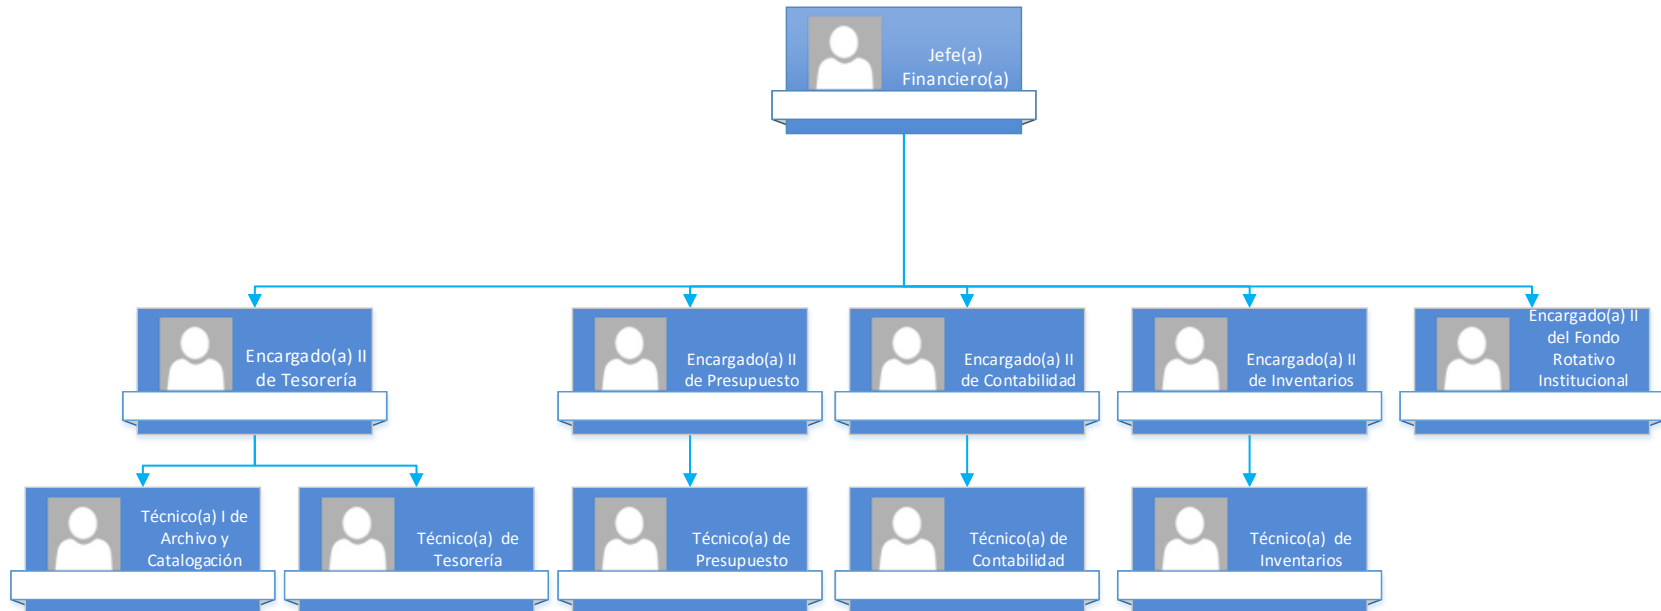 Jefe(a)
Financiero(a)
Encargado(a) II
de Tesorería
Encargado(a) II
de Presupuesto
Encargado(a) II
de Contabilidad
Encargado(a) II
de Inventarios
Encargado(a) II
del Fondo
Rotativo
Institucional
Técnico(a) I de
Archivo y
Catalogación
Técnico(a) de
Tesorería
Técnico(a) de
Presupuesto
Técnico(a) de
Contabilidad
Técnico(a) de
Inventarios